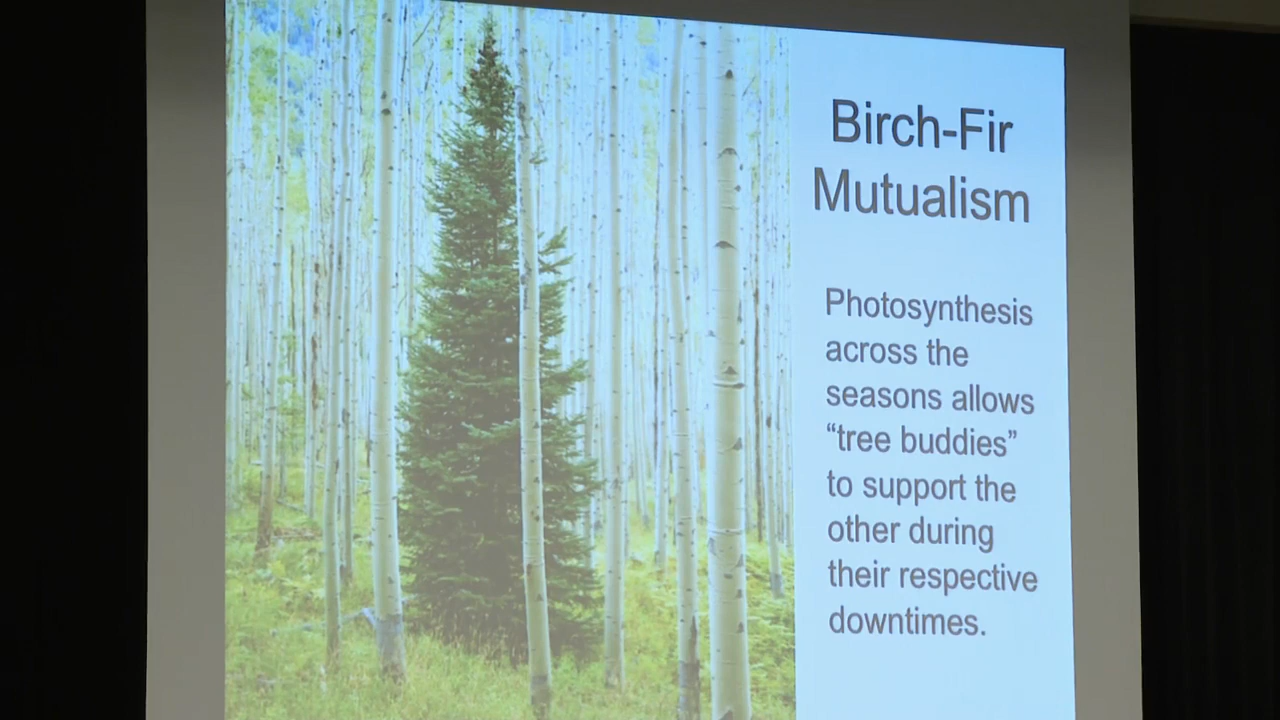 Birch-Fir
Mutualism
Photosynthesis
across the
seasons allows
“tree buddies”
to support the
other during
their respective
downtimes.